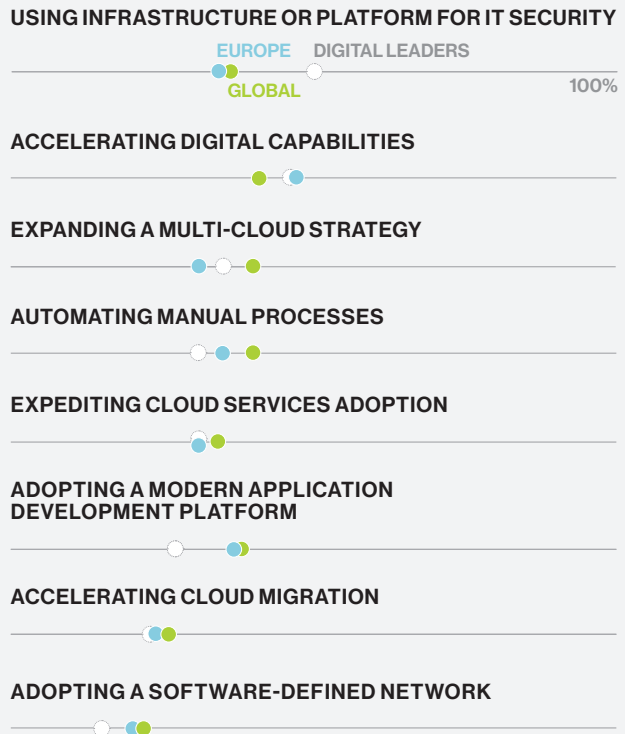 USING INFRASTRUCTURE OR PLATFORM FOR IT SECURITY
EUROPE DIGITAL LEADERS
GLOBAL
100%
ACCELERATING DIGITAL CAPABILITIES
EXPANDING A MULTI-CLOUD STRATEGY
AUTOMATING MANUAL PROCESSES
EXPEDITING CLOUD SERVICES ADOPTION
ADOPTING A MODERN APPLICATION
DEVELOPMENT PLATFORM
ACCELERATING CLOUD MIGRATION
ADOPTING A SOFTWARE-DEFINED NETWORK